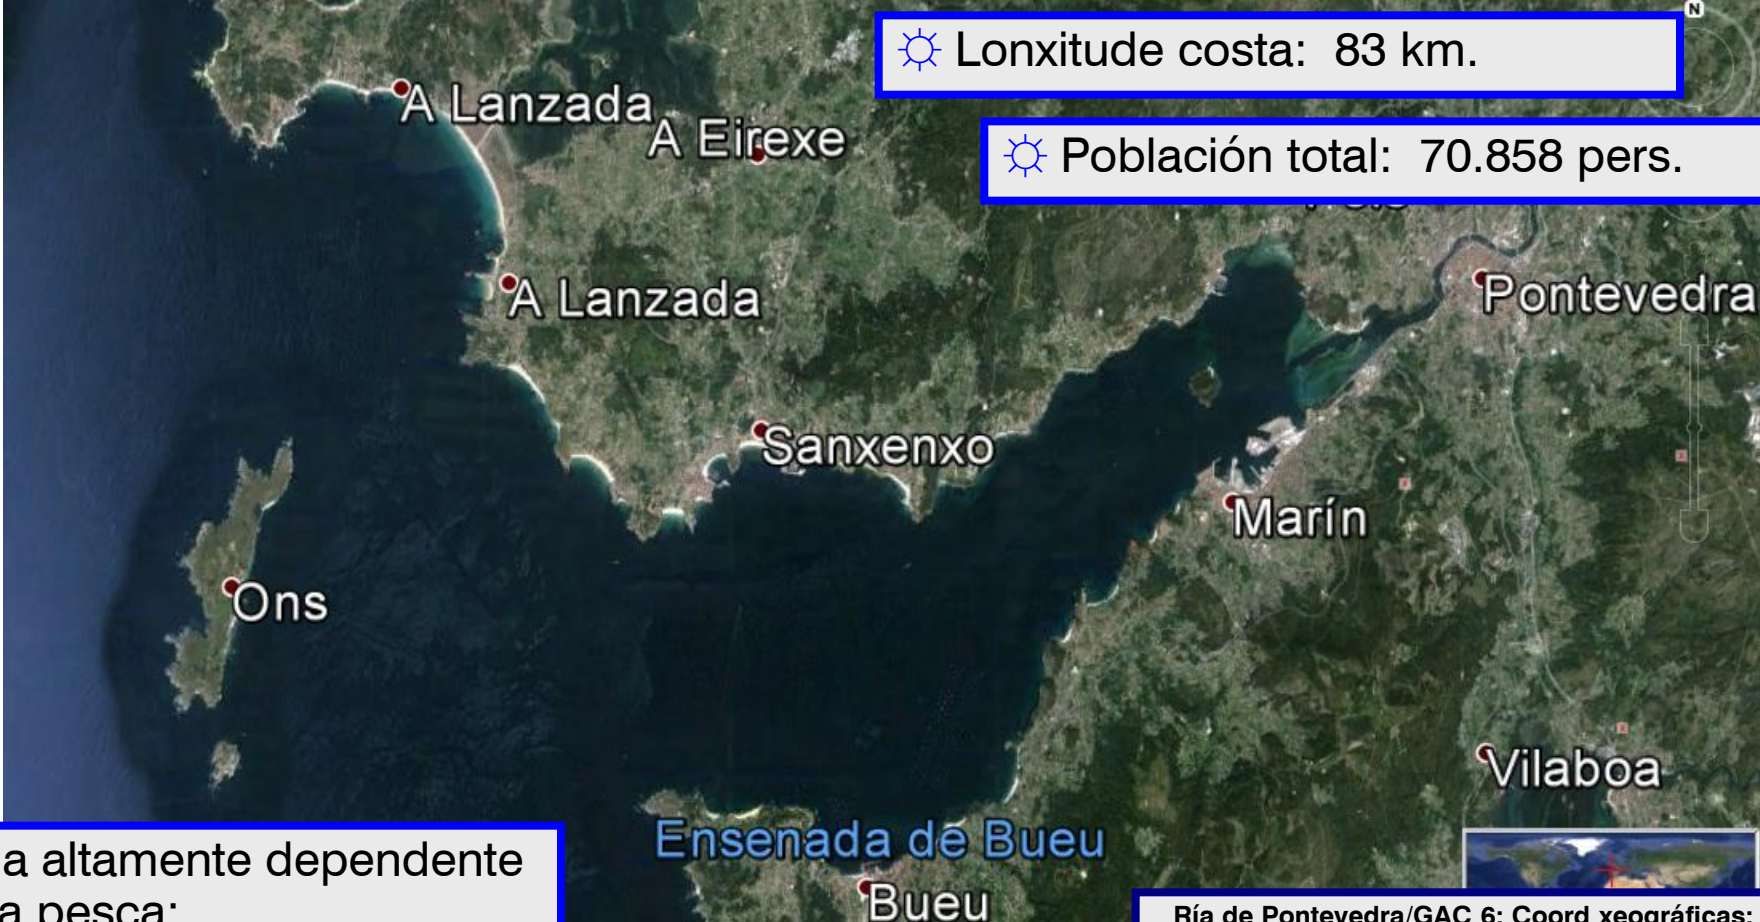 N
☼ Lonxitude costa: 83 km.
☼ Población total: 70.858 pers.
A Lanzada
A Eirexe
A Lanzada
Pontevedra
Sanxenxo
Marín
Ons
Vilaboa
Ensenada de Bueu
Bueu
a altamente dependente
a pesca:
Ría de Pontevedra/GAC 6: Coord xeográficas.